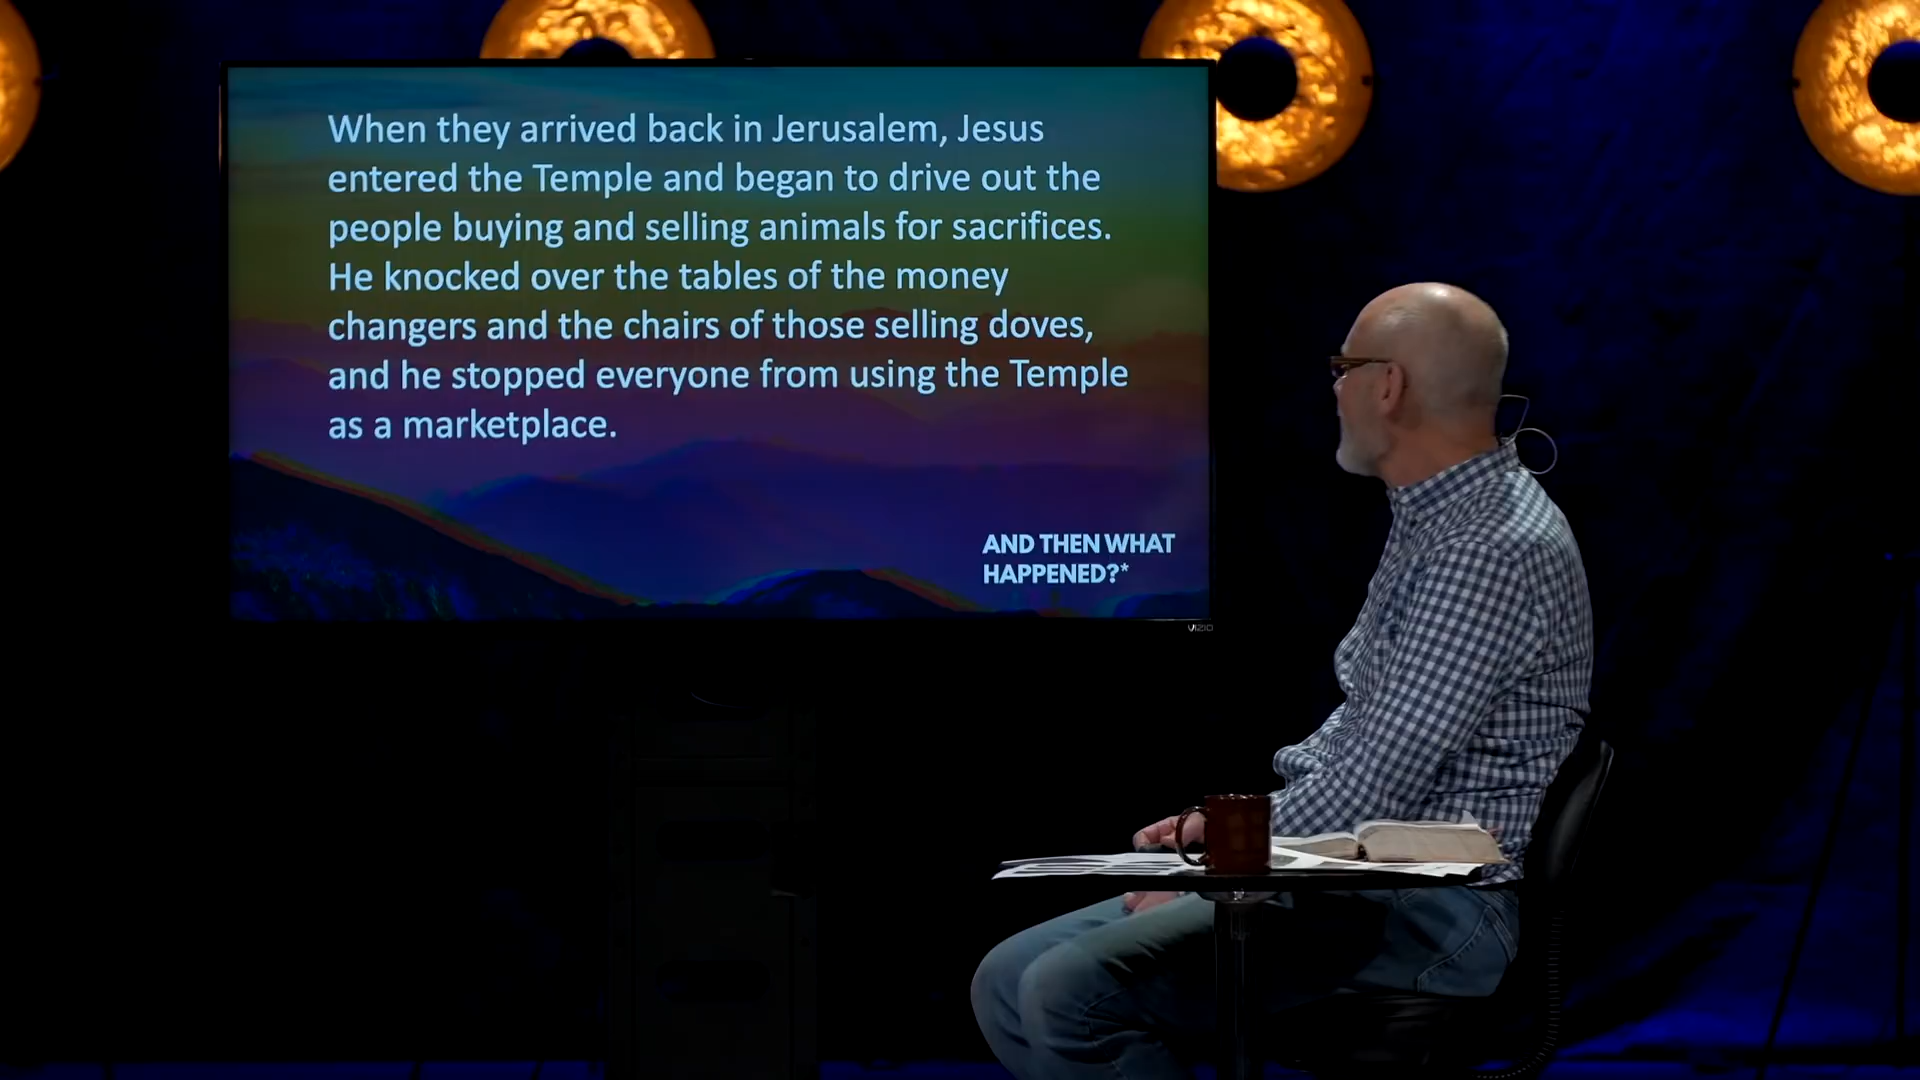 When they arrived back in Jerusalem, Jesus
entered the Temple and began to drive out the
people buying and selling animals for sacrifices.
He knocked over the tables of the money
changers and the chairs of those selling doves,
and he stopped everyone from using the Temple
as a marketplace.
AND THEN WHAT
HAPPENED?*
VIZIO